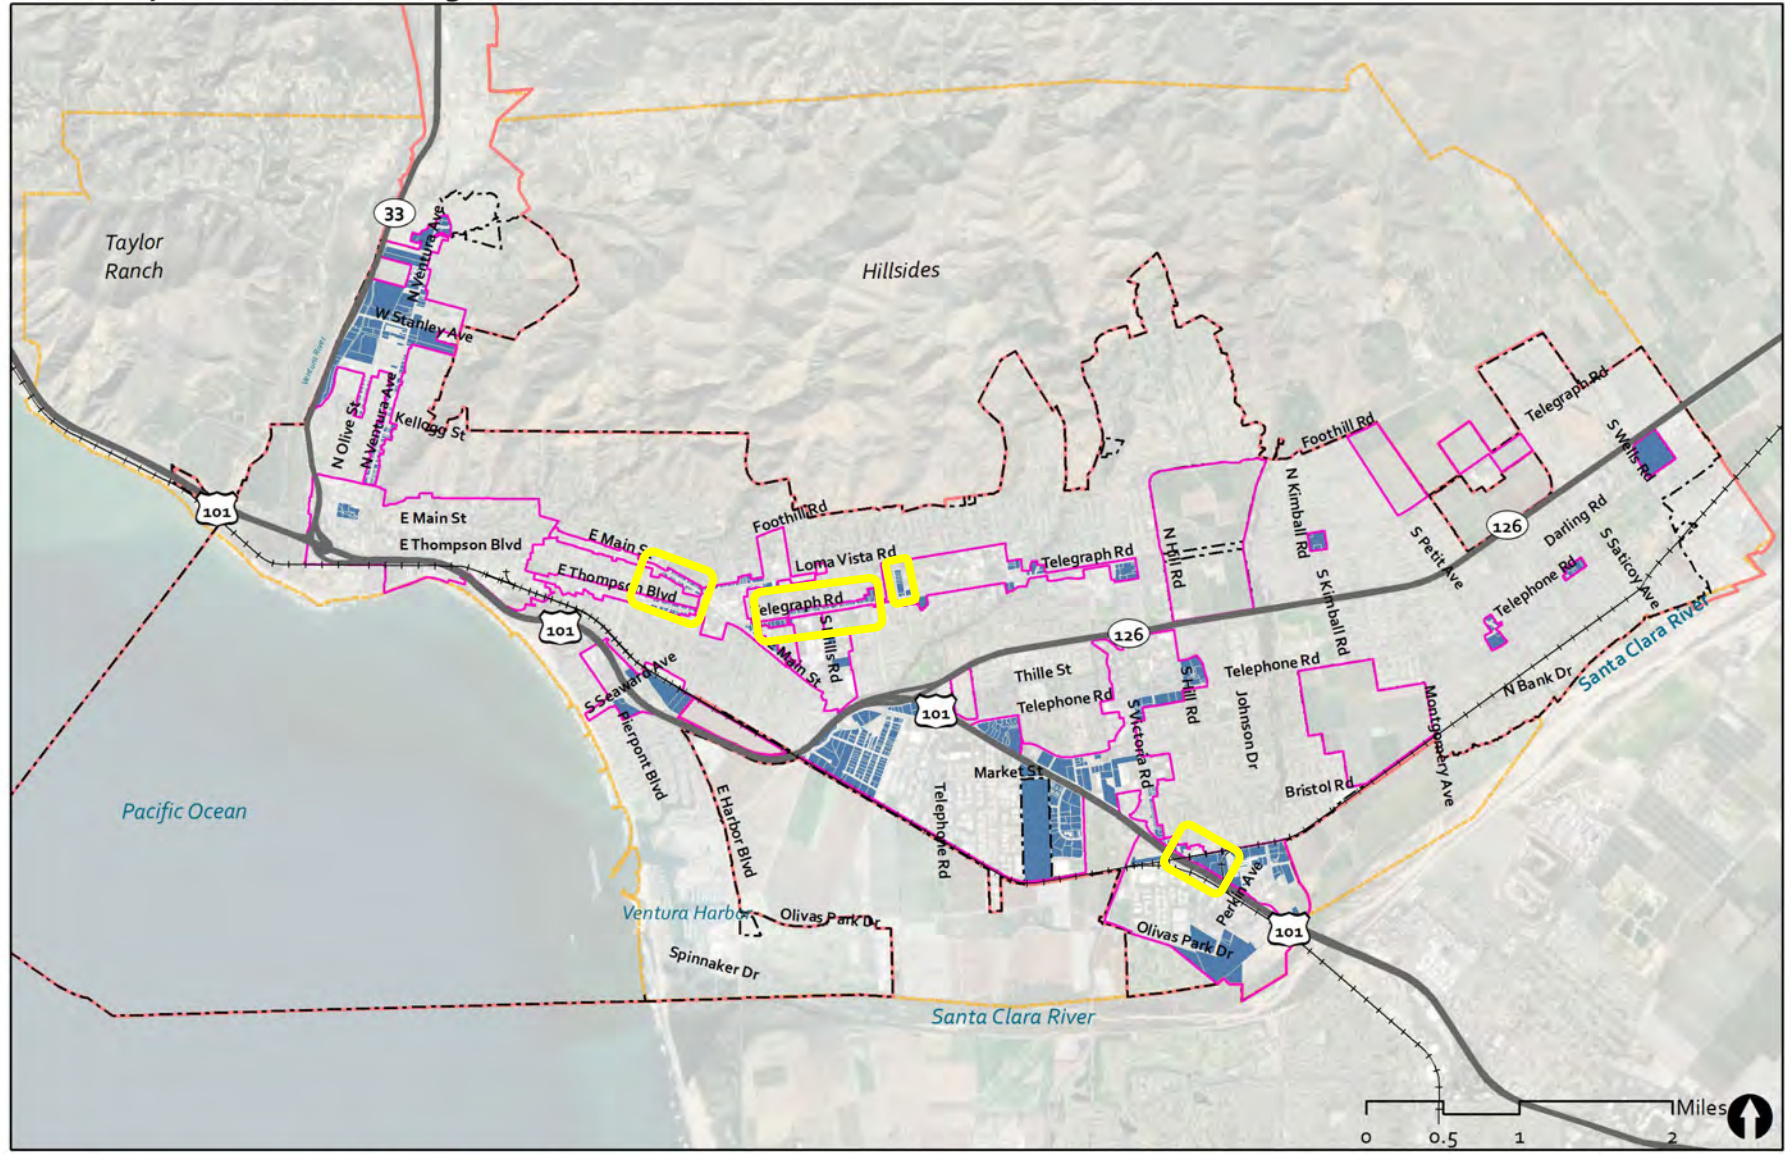 33
N Ventura Ave
Taylor
Ranch
Hillsides
W Stanley Ave
Ventura River
Telegraph Rd
Foothill Rd
S Wells Rd
N Olive St
N Ventura Ave
Kellogg St
101
E Main St
E Thompson Blvd
Foothill Rd
E Main S
Loma Vista Rd
Telegraph Rd
N Hill Rd
N Kimball Rd
S Petit Ave
126
Darling Rd
S Saticoy Ave
E Thompson Blvd
Telegraph Rd
S Kimball Rd
Telephone Rd
Santa Clara River
101
126
Main St
S Seaward Ave
Thille St
Telephone Rd
Telephone Rd
S Hill Rd
N Bank Dr
101
Pierpont Blvd
S Victoria Rd
Johnson Dr
Montgomery Ave
Market St
Bristol Rd
Pacific Ocean
E Harbor Blvd
Telephone Rd
Perkin Ave
Ventura Harbor
Olivas Park Dr
Olivas Park Dr
101
Spinnaker Dr
Santa Clara River
Miles
0 0.5 1 2